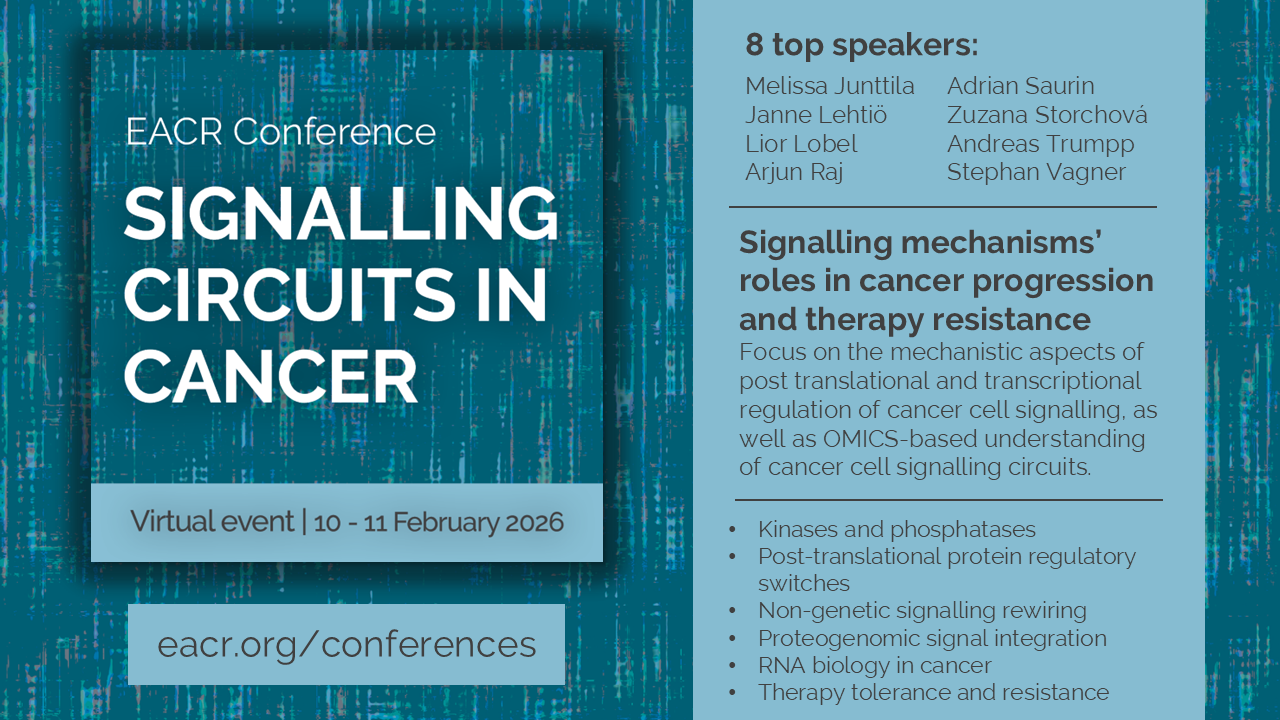 EACR Conference
SIGNALLING
CIRCUITS IN
CANCER
Virtual event | 10 - 11 February 2026
eacr.org/conferences
8 top speakers:
Melissa Junttila
Janne Lehtiö
Lior Lobel
Arjun Raj
Adrian Saurin
Zuzana Storchová
Andreas Trumpp
Stephan Vagner
Signalling mechanisms’
roles in cancer progression
and therapy resistance
Focus on the mechanistic aspects of
post translational and transcriptional
regulation of cancer cell signalling, as
well as OMICS-based understanding
of cancer cell signalling circuits.
• Kinases and phosphatases
• Post-translational protein regulatory
switches
• Non-genetic signalling rewiring
• Proteogenomic signal integration
• RNA biology in cancer
• Therapy tolerance and resistance